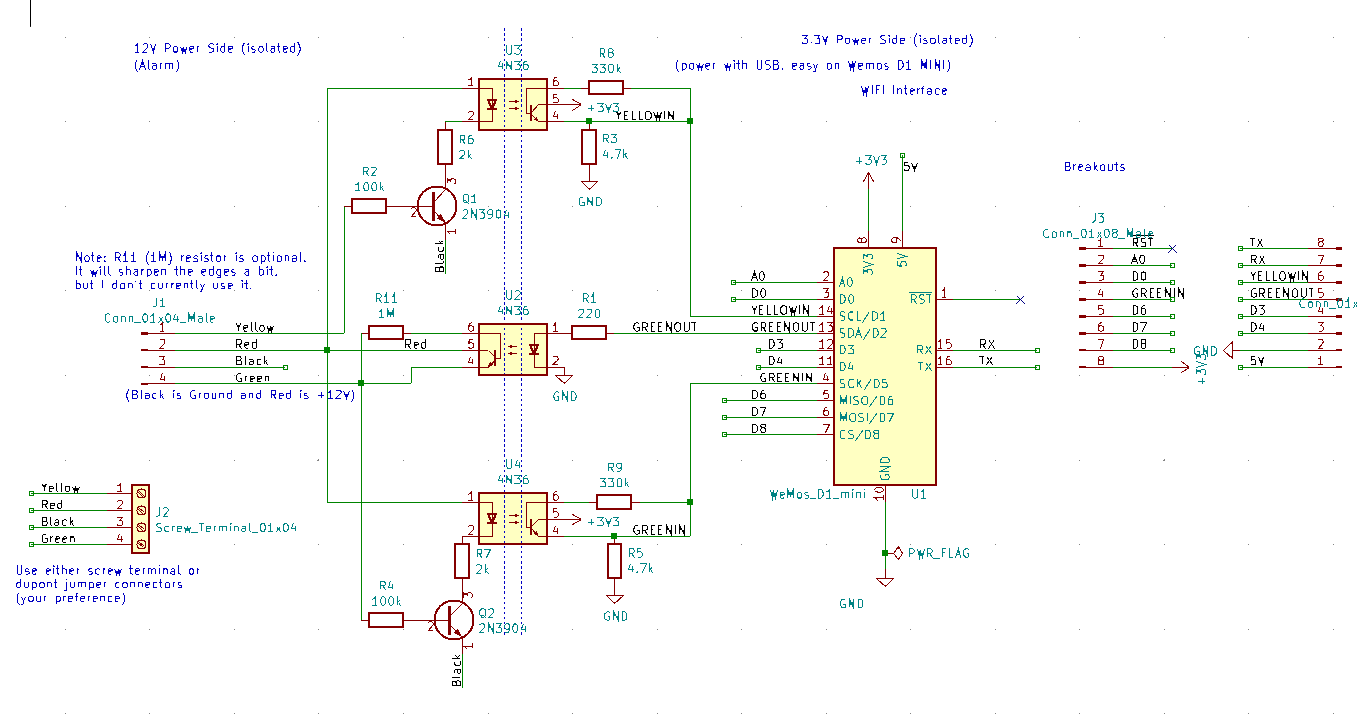 12V Power Side (isolated)
(Alarm)
3.3V Power Side (isolated)
(power with USB, easy on Wemos D1 MINI)
WIFI Interface
U3
4N36
1
2
6
5
4
R8
330k
+3V3
YELLOWIN
R6
2k
R3
4.7k
GND
R2
100k
3
2
1
Q1
2N3904
Black
Note: R11 (1M) resistor is optional.
It will sharpen the edges a bit,
but I don't currently use it.
J1
Conn_01x04_Male
1
Yellow
2
Red
3
Black
4
Green
(Black is Ground and Red is +12V)
R11
1M
Red
U2
4N36
6
5
4
1
2
R1
220
GREENOUT
GND
+3V3
5V
8
9
3V3
5V
A0
2
A0
D0
3
D0
YELLOWIN
14
SCL/D1
GREENOUT
13
SDA/D2
D3
12
D3
D4
11
D4
GREENIN
4
SCK/D5
D6
5
MISO/D6
D7
6
MOSI/D7
D8
7
CS/D8
RST
1
RX
15
RX
TX
16
TX
GND
10
WeMos_D1_mini
U1
PWR_FLAG
GND
Breakouts
J3
Conn_01x08_Male
1
RST
2
A0
3
D0
4
GREENIN
5
D6
6
D7
7
D8
8
+3V3
TX
8
RX
7
YELLOWIN
6
GREENOUT
5
Conn_01x
D3
4
D4
3
GND
2
5V
1
U4
4N36
1
2
6
5
4
R9
330k
+3V3
GREENIN
R7
2k
R5
4.7k
GND
R4
100k
3
2
1
Q2
2N3904
Black
Yellow
1
Red
2
Black
3
Green
4
J2
Screw_Terminal_01x04
Use either screw terminal or
dupont jumper connectors
(your preference)